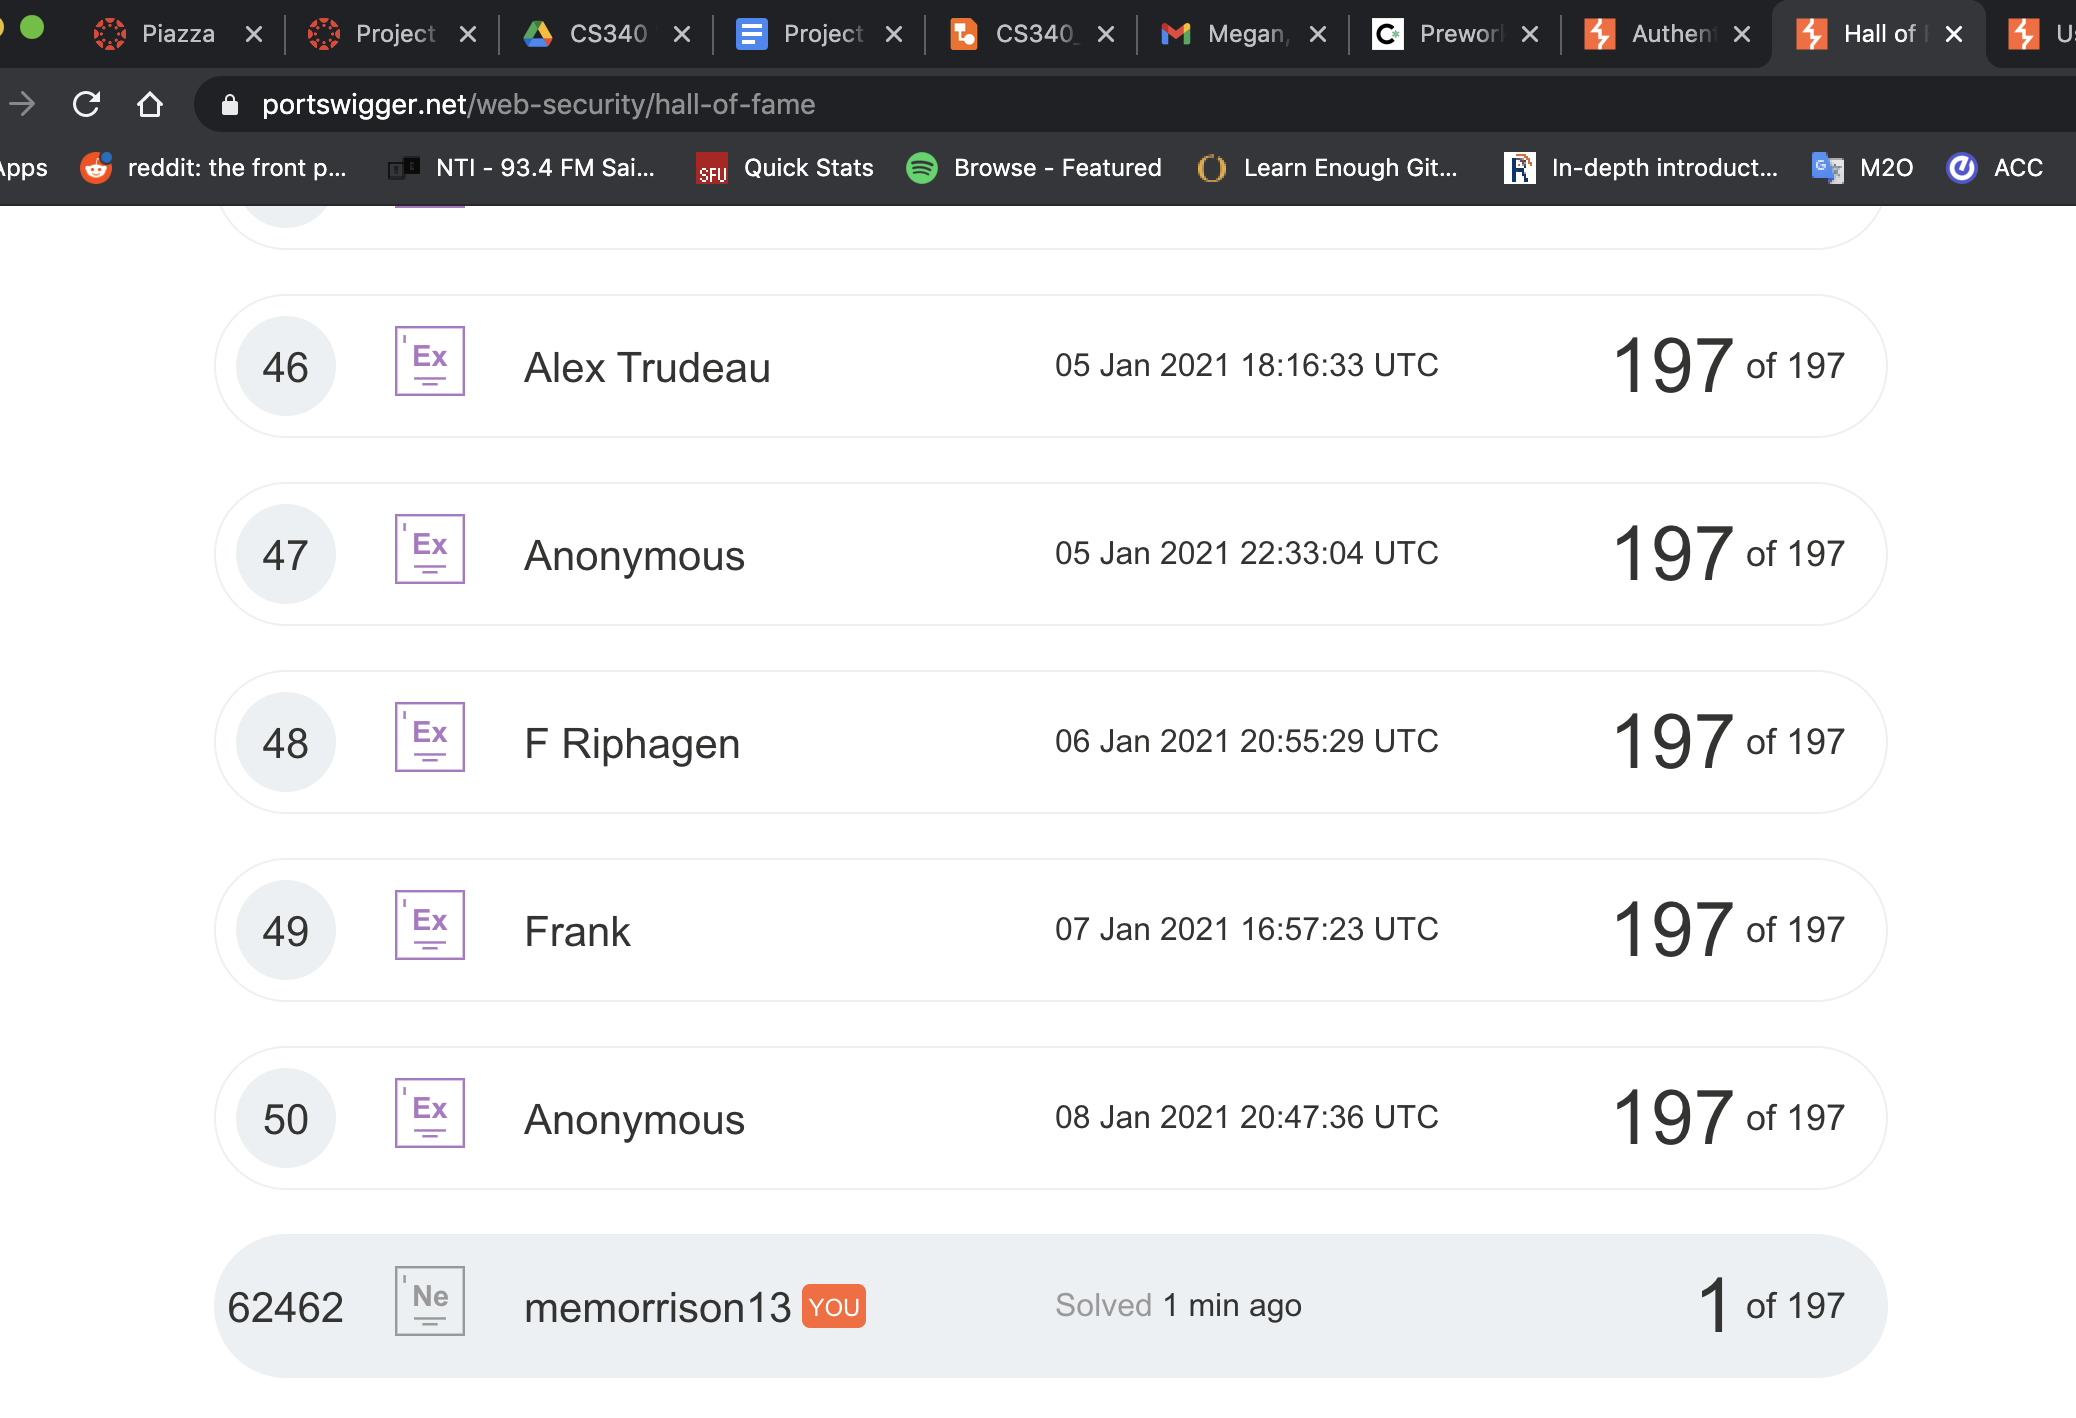 Piazza Project CS340 Project CS340_ Megan, Prewor Authen Hall of
portswigger.net/web-security/hall-of-fame
Apps reddit: the front p... NTI - 93.4 FM Sai... SFU Quick Stats Browse - Featured Learn Enough Git... R In-depth introduct... M2O ACC
46 Ex Alex Trudeau 05 Jan 2021 18:16:33 UTC 197 of 197
47 Ex Anonymous 05 Jan 2021 22:33:04 UTC 197 of 197
48 Ex F Riphagen 06 Jan 2021 20:55:29 UTC 197 of 197
49 Ex Frank 07 Jan 2021 16:57:23 UTC 197 of 197
50 Ex Anonymous 08 Jan 2021 20:47:36 UTC 197 of 197
62462 Ne memorrison13 YOU Solved 1 min ago 1 of 197